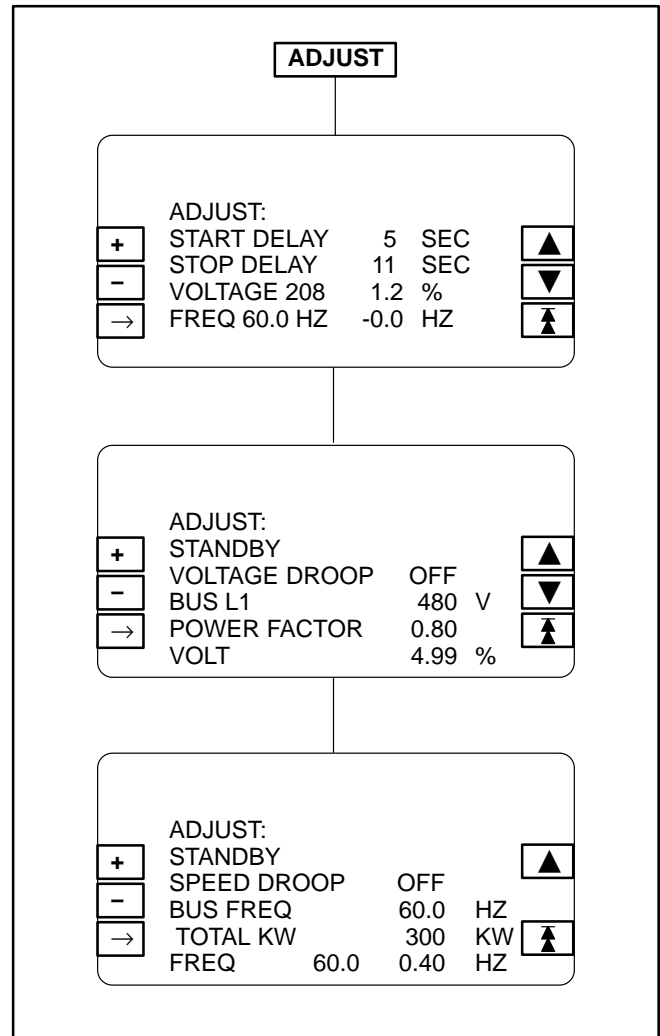 ADJUST
ADJUST:
+ START DELAY 5 SEC ▲
- STOP DELAY 11 SEC ▼
VOLTAGE 208 1.2 %
→ FREQ 60.0 HZ -0.0 HZ
ADJUST:
+ STANDBY ▲
VOLTAGE DROOP OFF
- BUS L1 480 V ▼
→ POWER FACTOR 0.80
VOLT 4.99 %
ADJUST:
+ STANDBY ▲
SPEED DROOP OFF
- BUS FREQ 60.0 HZ
→ TOTAL KW 300 KW
FREQ 60.0 0.40 HZ